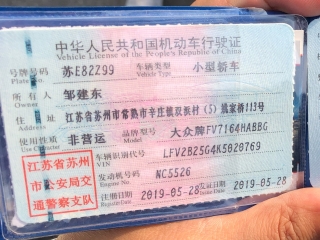 中华人民共和国机动车行驶证
Vehicle License of the People's Republic of China
号牌号码 苏E82Z99 车辆类型 小型轿车
Plate No. Vehicle Type
所有人 邹建东
Owner
住址 江苏省苏州市常熟市辛庄镇双浜村(5)姚家桥113号
Address
使用性质 非营运 品牌型号 大众牌FV7164HABBG
Use Character Model
江苏省苏州
市公安局交
通警察支队
车辆识别代号 LFV2B25G4K5020769
VIN
发动机号码 NC5526
Engine No.
注册日期 2019-05-28 发证日期 2019-05-28
Register Date Issue Date